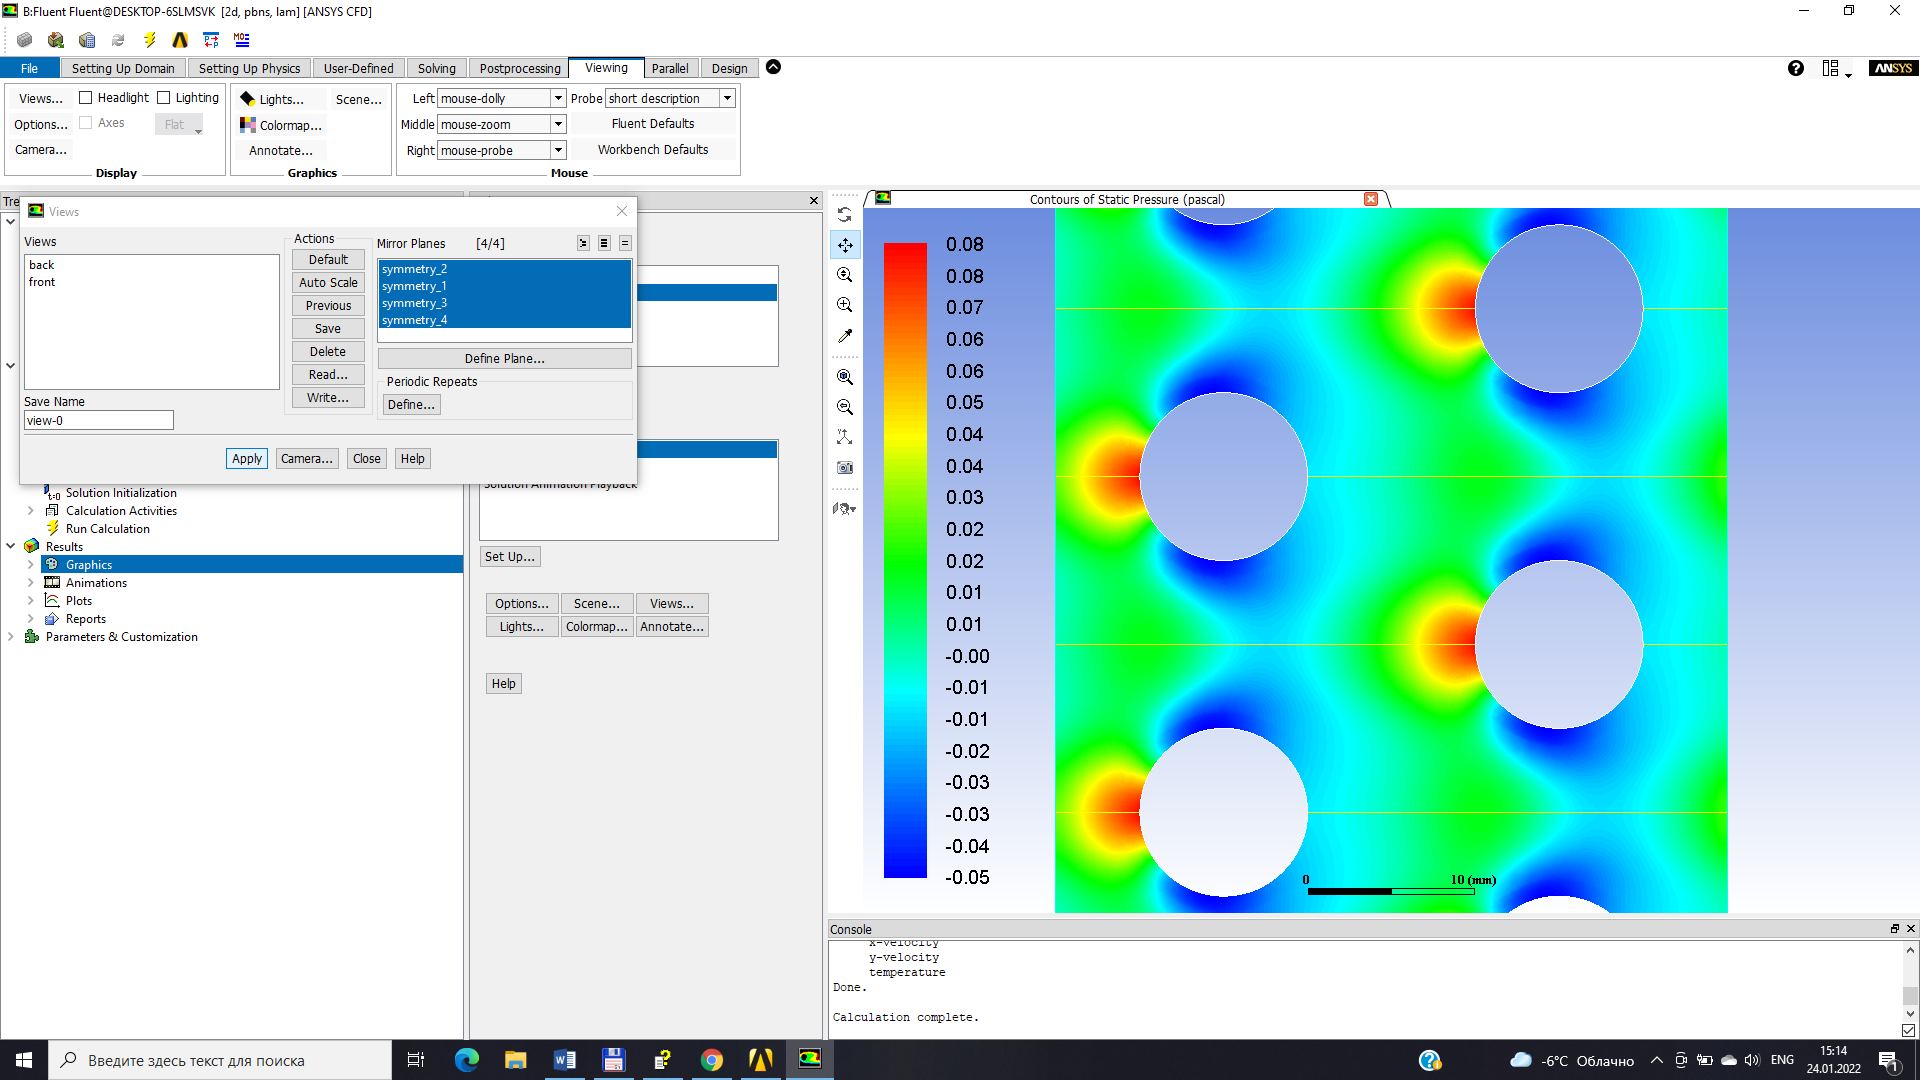 B:Fluent Fluent@DESKTOP-6SLMSVK [2d, pbns, lam] [ANSYS CFD]
File
Setting Up Domain
Setting Up Physics
User-Defined
Solving
Postprocessing
Viewing
Parallel
Design
ANSYS
Views...
Headlight
Lighting
Options...
Axes
Flat
Camera...
Display
Lights...
Scene...
Colormap...
Annotate...
Graphics
Left
mouse-dolly
Probe
short description
Middle
mouse-zoom
Fluent Defaults
Right
mouse-probe
Workbench Defaults
Mouse
Tre
Views
Views
back
front
Save Name
view-0
Actions
Default
Auto Scale
Previous
Save
Delete
Read...
Write...
Mirror Planes [4/4]
symmetry_2
symmetry_1
symmetry_3
symmetry_4
Define Plane...
Periodic Repeats
Define...
Apply
Camera...
Close
Help
Solution Initialization
Calculation Activities
Run Calculation
Results
Graphics
Animations
Plots
Reports
Parameters & Customization
Solution Animation Playback
Set Up...
Options...
Scene...
Views...
Lights...
Colormap...
Annotate...
Help
Contours of Static Pressure (pascal)
0.08
0.08
0.07
0.06
0.06
0.05
0.04
0.04
0.03
0.02
0.02
0.01
0.01
-0.00
-0.01
-0.01
-0.02
-0.03
-0.03
-0.04
-0.05
0
10 (mm)
Console
x-velocity
y-velocity
temperature
Done.
Calculation complete.
Введите здесь текст для поиска
-6°C Облачно
ENG
15:14
24.01.2022
1